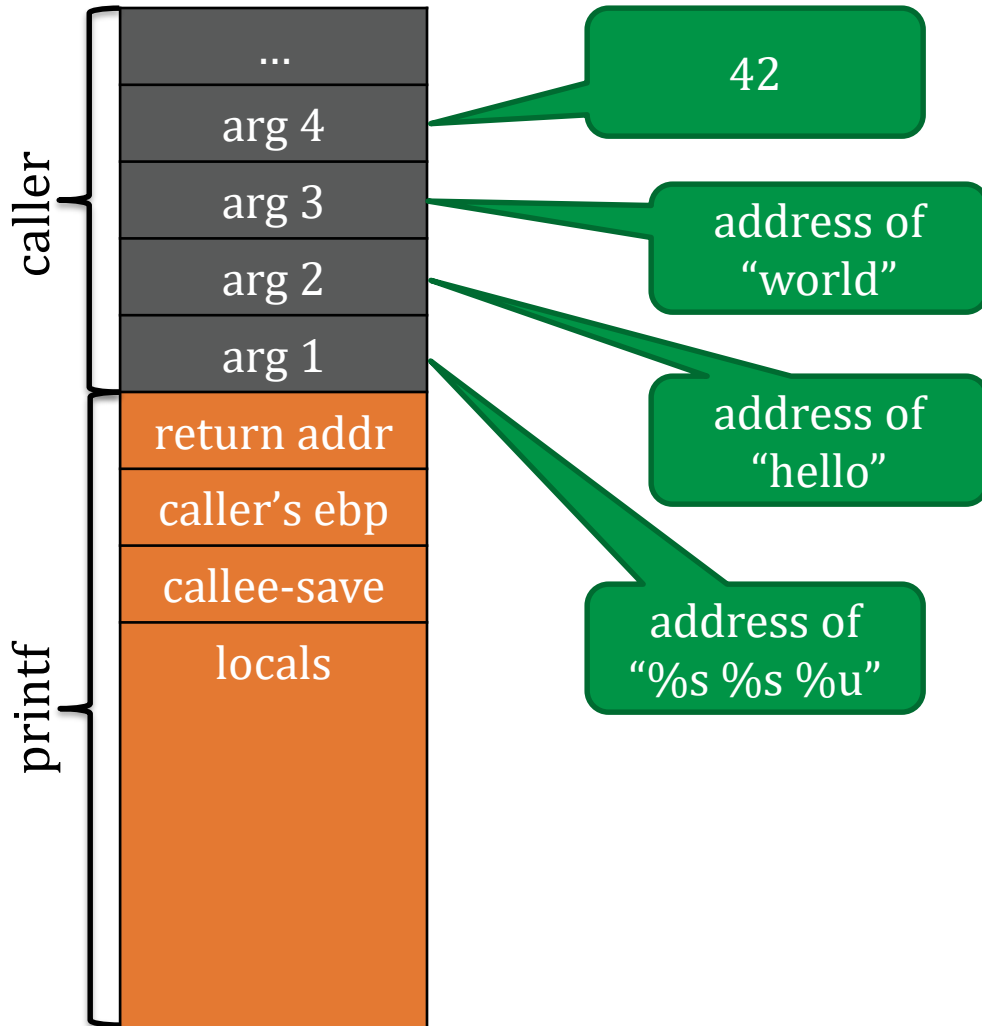 caller
…
arg 4
arg 3
arg 2
arg 1
printf
return addr
caller’s ebp
callee-save
locals
42
address of
“world”
address of
“hello”
address of
“%s %s %u”